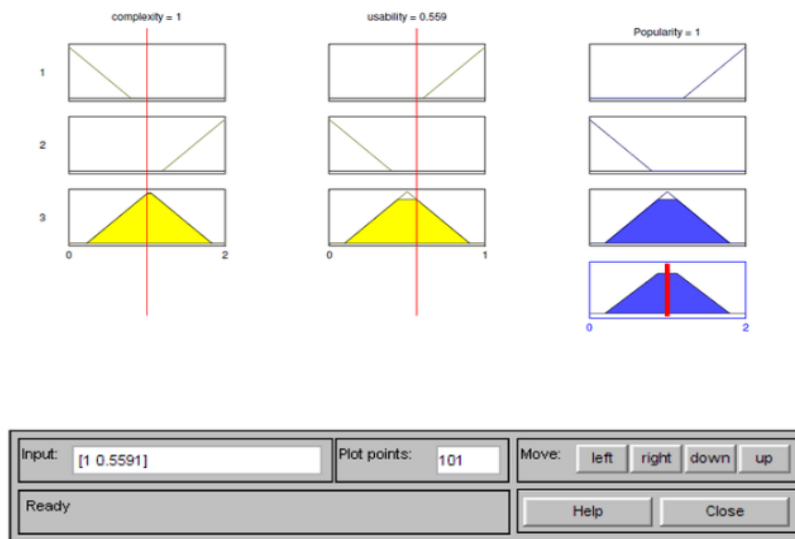 complexity = 1
usability = 0.559
Popularity = 1
1
2
3
0 2
0 1
0 2
Input: [1 0.5591]
Plot points: 101
Move: left right down up
Ready
Help Close